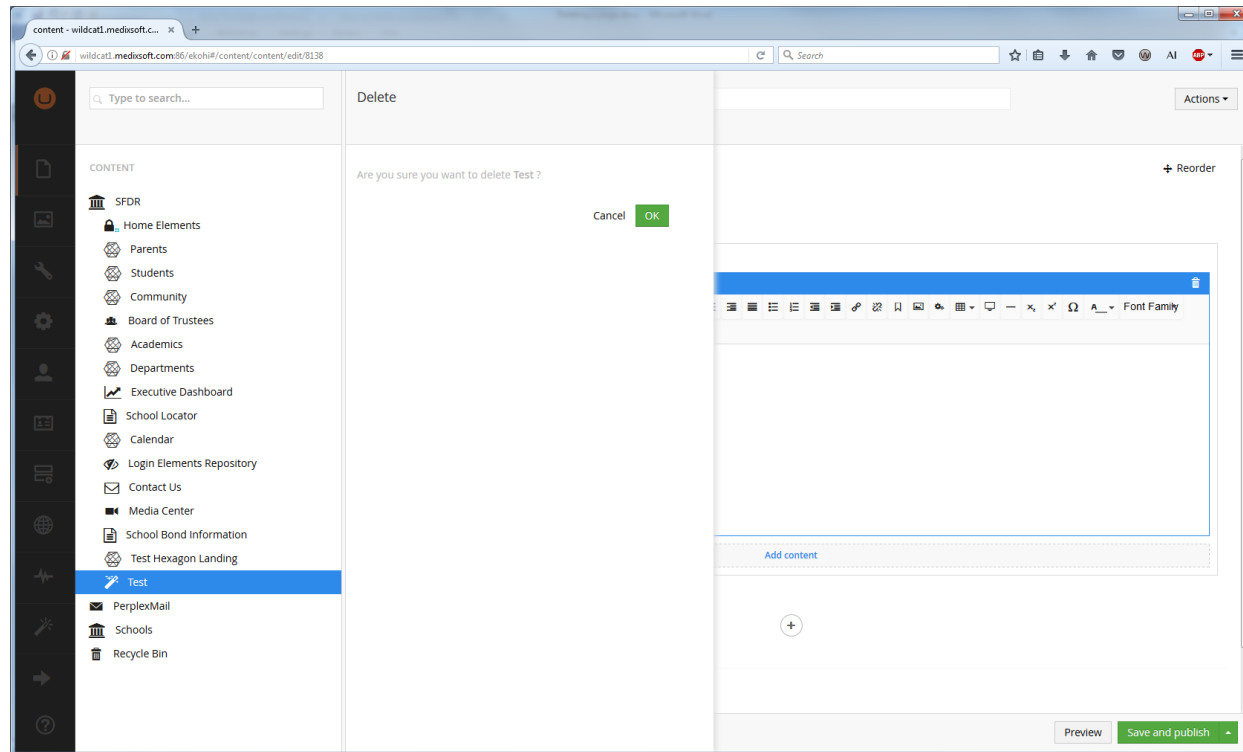 content - wildcat1.medixsoft.c...
wildcat1.medixsoft.com:86/ekohi#/content/content/edit/8138
Search
AI
ABP
Type to search...
Delete
Actions
CONTENT
Are you sure you want to delete Test ?
Reorder
Cancel
OK
SFDR
Home Elements
Parents
Students
Community
Font Family
Board of Trustees
Academics
Departments
Executive Dashboard
School Locator
Calendar
Login Elements Repository
Contact Us
Media Center
School Bond Information
Test Hexagon Landing
Add content
Test
PerplexMail
Schools
Recycle Bin
Preview
Save and publish